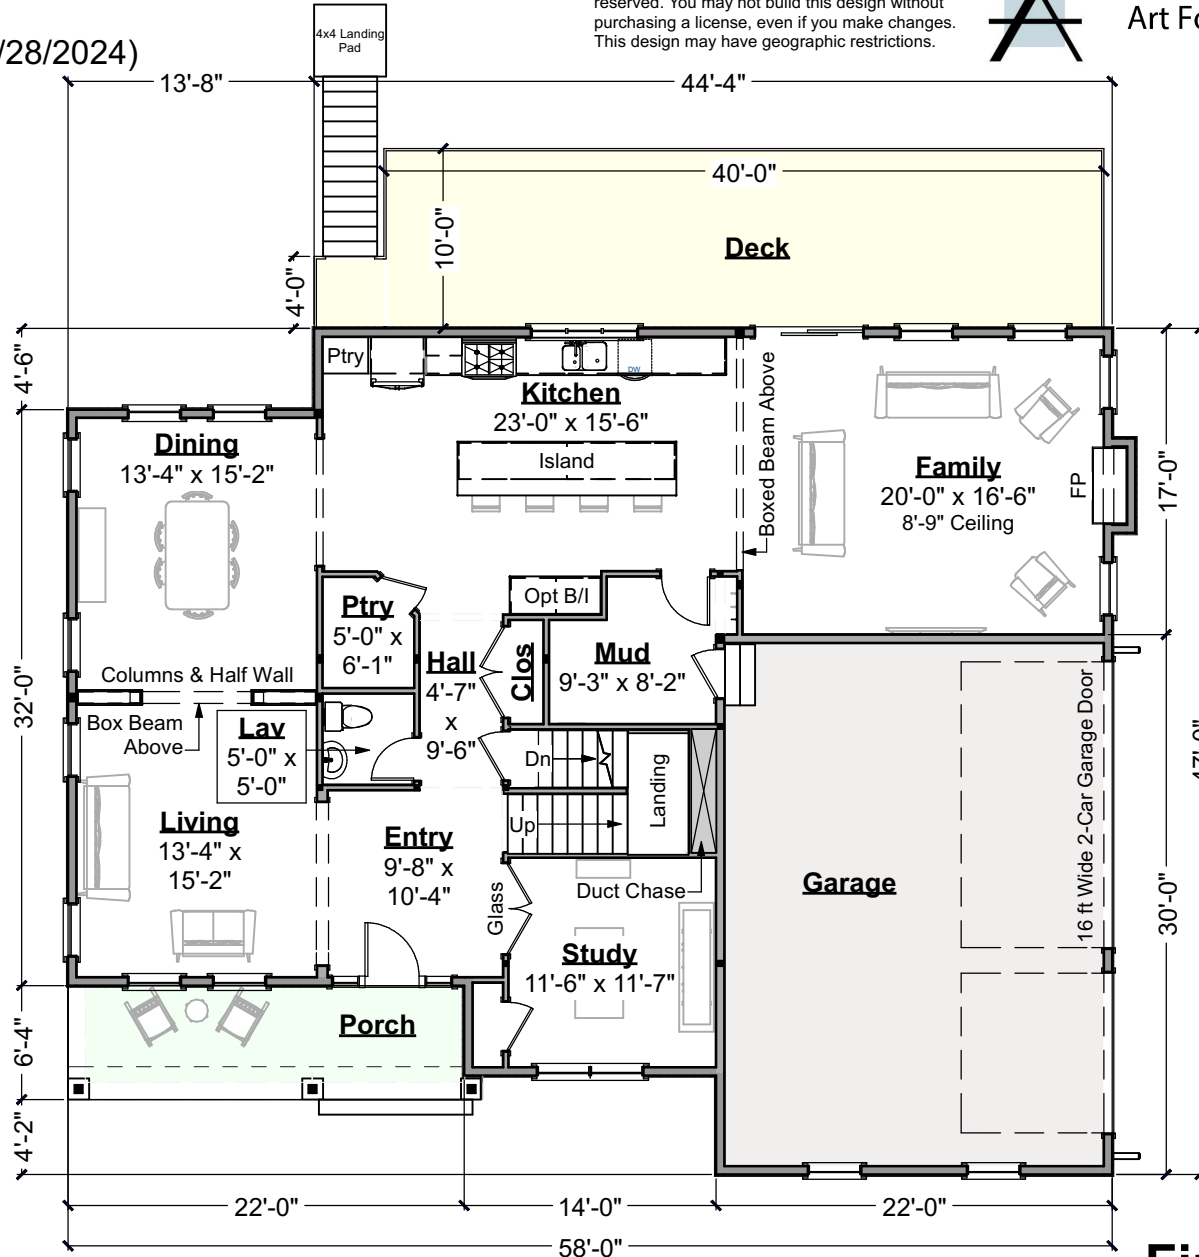 reserved. You may not build this design without
purchasing a license, even if you make changes.
This design may have geographic restrictions.
Art Fo
/28/2024)
4x4 Landing
Pad
13'-8"
44'-4"
40'-0"
10'-0"
Deck
4'-0"
4'-6"
Ptry
DW
Kitchen
23'-0" x 15'-6"
Island
Boxed Beam Above
Dining
13'-4" x 15'-2"
Family
20'-0" x 16'-6"
8'-9" Ceiling
FP
17'-0"
Opt B/I
Ptry
5'-0" x
6'-1"
Hall
4'-7"
x
9'-6"
Clos
Mud
9'-3" x 8'-2"
32'-0"
Columns & Half Wall
Box Beam
Above
Lav
5'-0" x
5'-0"
Dn
Up
Landing
16 ft Wide 2-Car Garage Door
47'-0"
Living
13'-4" x
15'-2"
Entry
9'-8" x
10'-4"
Glass
Duct Chase
Garage
30'-0"
Study
11'-6" x 11'-7"
Porch
6'-4"
4'-2"
22'-0"
14'-0"
22'-0"
58'-0"